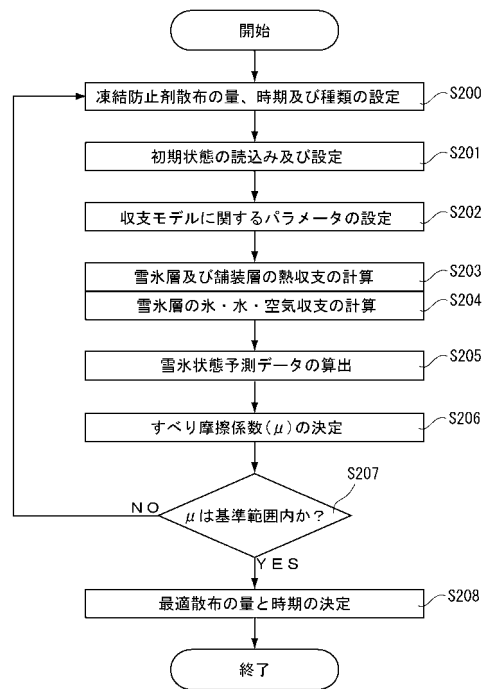 開始
凍結防止剤散布の量、時期及び種類の設定
S200
初期状態の読込み及び設定
S201
収支モデルに関するパラメータの設定
S202
雪氷層及び舗装層の熱収支の計算
S203
雪氷層の氷・水・空気収支の計算
S204
雪氷状態予測データの算出
S205
すべり摩擦係数(μ)の決定
S206
S207
NO
μは基準範囲内か?
YES
最適散布の量と時期の決定
S208
終了